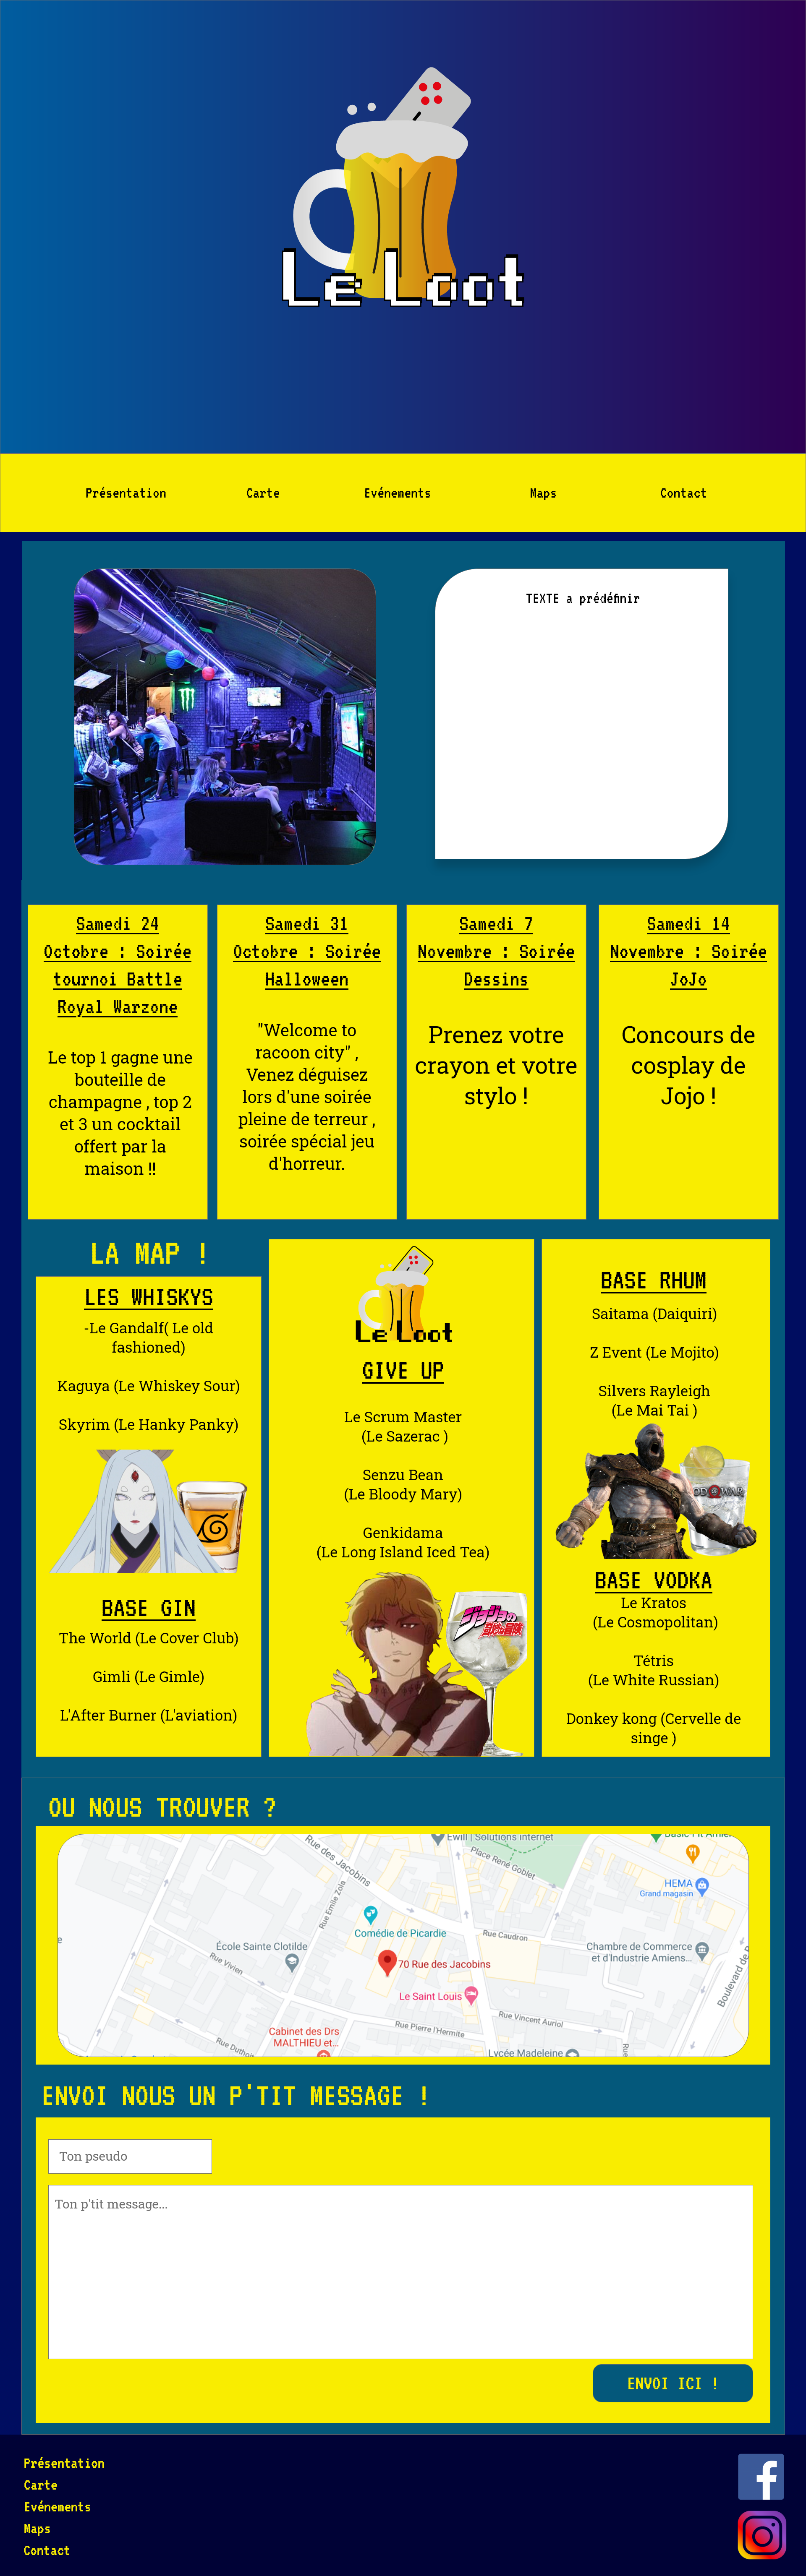 Le Loot
Présentation
Carte
Evénements
Maps
Contact
TEXTE a prédéfinir
Samedi 24
Octobre : Soirée
tournoi Battle
Royal Warzone
Le top 1 gagne une
bouteille de
champagne , top 2
et 3 un cocktail
offert par la
maison !!
Samedi 31
Octobre : Soirée
Halloween
"Welcome to
racoon city" ,
Venez déguisez
lors d'une soirée
pleine de terreur ,
soirée spécial jeu
d'horreur.
Samedi 7
Novembre : Soirée
Dessins
Prenez votre
crayon et votre
stylo !
Samedi 14
Novembre : Soirée
JoJo
Concours de
cosplay de
Jojo !
LA MAP !
LES WHISKYS
-Le Gandalf( Le old
fashioned)
Kaguya (Le Whiskey Sour)
Skyrim (Le Hanky Panky)
BASE GIN
The World (Le Cover Club)
Gimli (Le Gimle)
L'After Burner (L'aviation)
Le Loot
GIVE UP
Le Scrum Master
(Le Sazerac )
Senzu Bean
(Le Bloody Mary)
Genkidama
(Le Long Island Iced Tea)
ジョジョの
奇妙な冒険
BASE RHUM
Saitama (Daiquiri)
Z Event (Le Mojito)
Silvers Rayleigh
(Le Mai Tai )
BASE VODKA
Le Kratos
(Le Cosmopolitan)
Tétris
(Le White Russian)
Donkey kong (Cervelle de
singe )
OU NOUS TROUVER ?
Ewill | Solutions internet
Rue des Jacobins
Place René Goblet
HEMA
Grand magasin
Rue Emile Zola
Comédie de Picardie
Rue Caudron
École Sainte Clotilde
Chambre de Commerce
et d'Industrie Amiens...
Rue Vivien
70 Rue des Jacobins
Boulevard de B
Le Saint Louis
Rue Vincent Auriol
Rue Pierre l'Hermite
Cabinet des Drs
MALTHIEU et...
Rue Duthoit
Rue
Lycée Madeleine
ENVOI NOUS UN P'TIT MESSAGE !
Ton pseudo
Ton p'tit message...
ENVOI ICI !
Présentation
Carte
Evénements
Maps
Contact